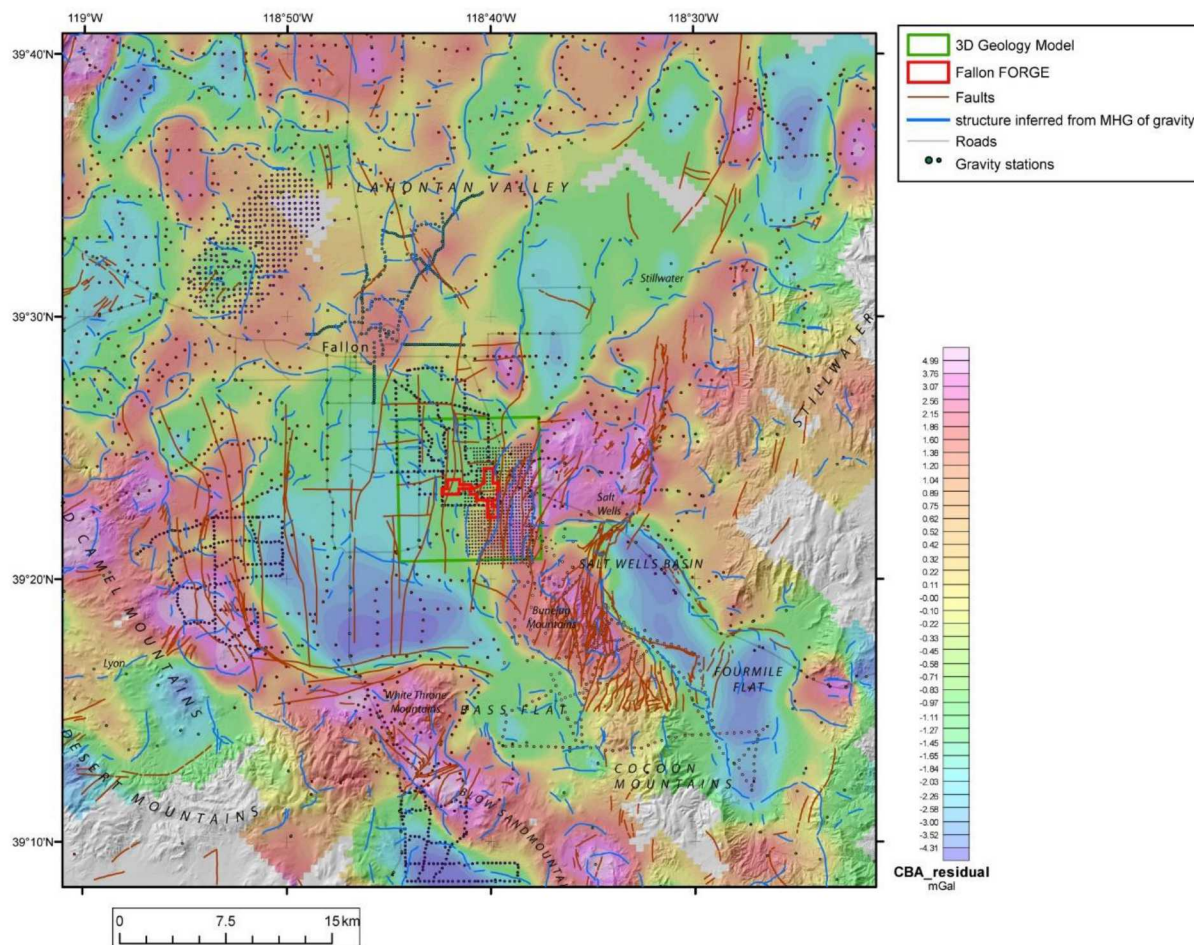 119°0'
118°50'
118°40'
118°30'
39°40'
39°30'
39°20'
39°10'
3D Geology Model
Fallon FORGE
Faults
structure inferred from MHG of gravity
Roads
Gravity stations
LAHONTAN VALLEY
Stillwater
Fallon
STILLWATER
Salt
Wells
SALT WELLS BASIN
Bunejug
Mountains
D CAMEL MOUNTAINS
Lyon
FOURMILE
FLAT
White Throne
Mountains
BASS FLAT
COCOON
MOUNTAINS
DESERT MOUNTAINS
BLOW SAND MOUNTAIN
4.99
3.76
3.07
2.56
2.15
1.86
1.60
1.38
1.20
1.04
0.89
0.75
0.62
0.52
0.42
0.32
0.22
0.11
-0.00
-0.10
-0.22
-0.33
-0.45
-0.58
-0.71
-0.83
-0.97
-1.11
-1.27
-1.45
-1.65
-1.84
-2.03
-2.26
-2.58
-3.00
-3.52
-4.31
CBA_residual
mGal
0 7.5 15 km